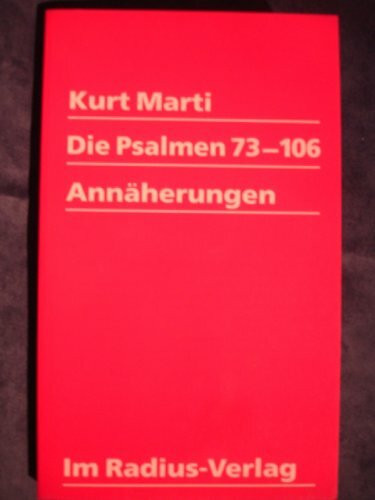 Kurt Marti
Die Psalmen 73–106
Annäherungen
Im Radius-Verlag